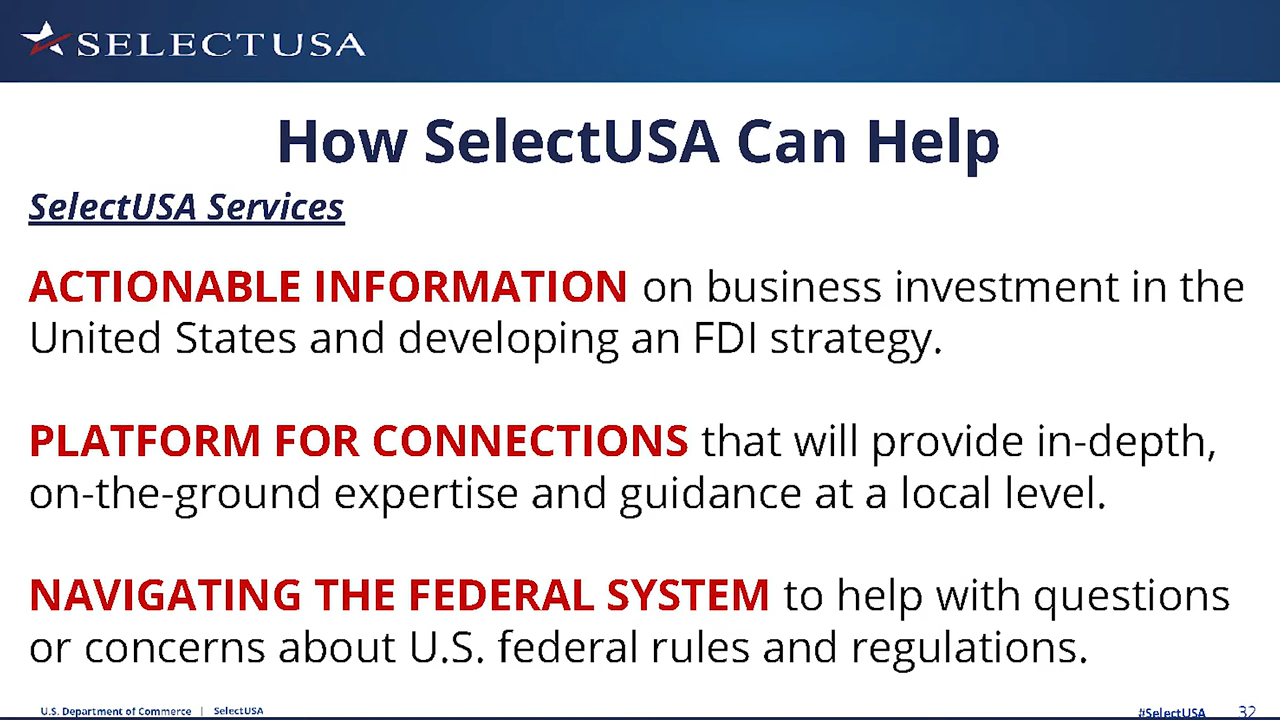 SELECTUSA
How SelectUSA Can Help
SelectUSA Services
ACTIONABLE INFORMATION on business investment in the
United States and developing an FDI strategy.
PLATFORM FOR CONNECTIONS that will provide in-depth,
on-the-ground expertise and guidance at a local level.
NAVIGATING THE FEDERAL SYSTEM to help with questions
or concerns about U.S. federal rules and regulations.
U.S. Department of Commerce | SelectUSA
#SelectUSA 32